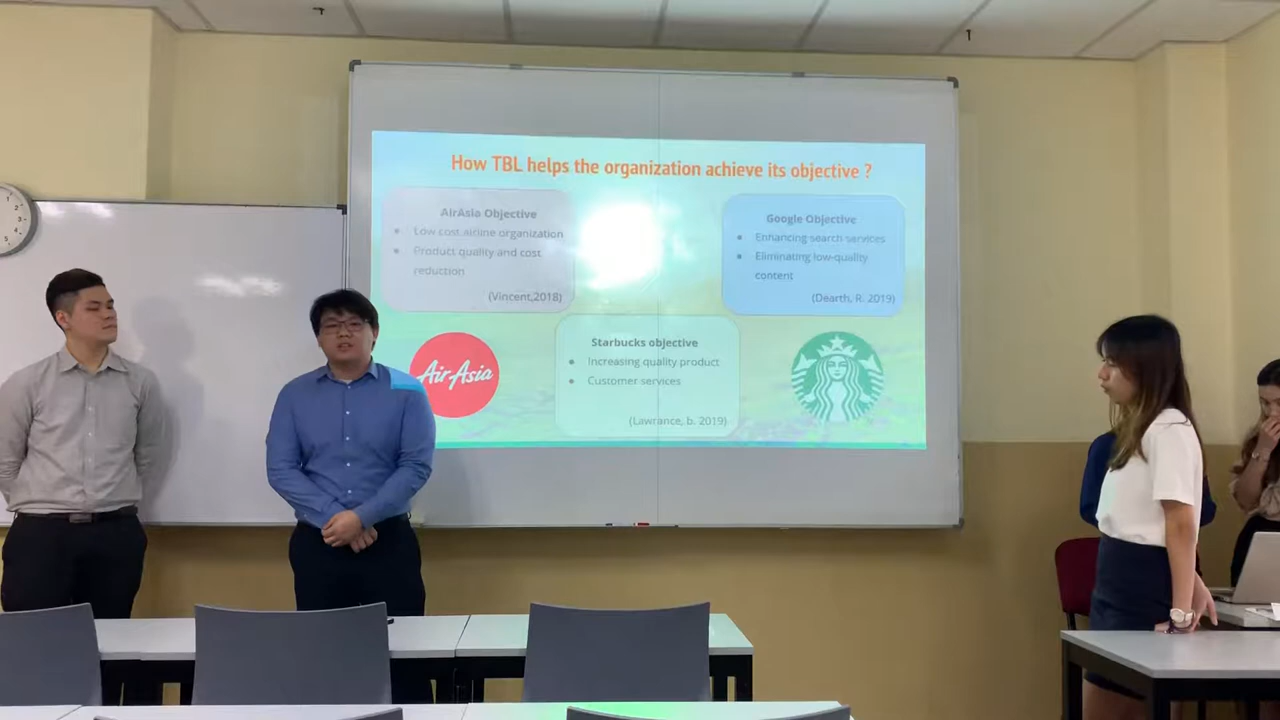 How TBL helps the organization achieve its objective ?
AirAsia Objective
Low cost airline organization
Product quality and cost
reduction
(Vincent,2018)
Google Objective
Enhancing search services
Eliminating low-quality
content
(Dearth, R. 2019)
Starbucks objective
Increasing quality product
Customer services
(Lawrance, b. 2019)
AirAsia